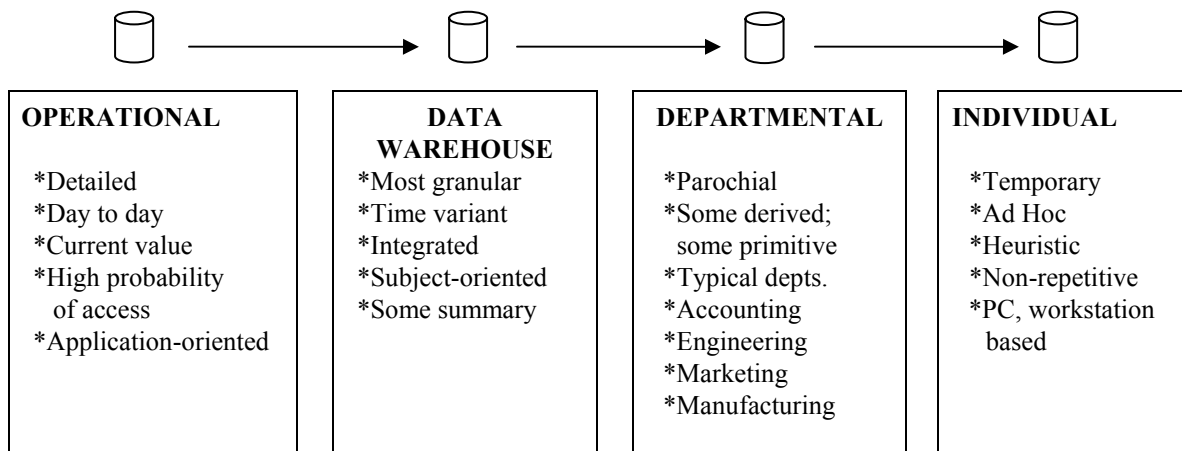 OPERATIONAL
*Detailed
*Day to day
*Current value
*High probability
of access
*Application-oriented
DATA
WAREHOUSE
*Most granular
*Time variant
*Integrated
*Subject-oriented
*Some summary
DEPARTMENTAL
*Parochial
*Some derived;
some primitive
*Typical depts.
*Accounting
*Engineering
*Marketing
*Manufacturing
INDIVIDUAL
*Temporary
*Ad Hoc
*Heuristic
*Non-repetitive
*PC, workstation
based